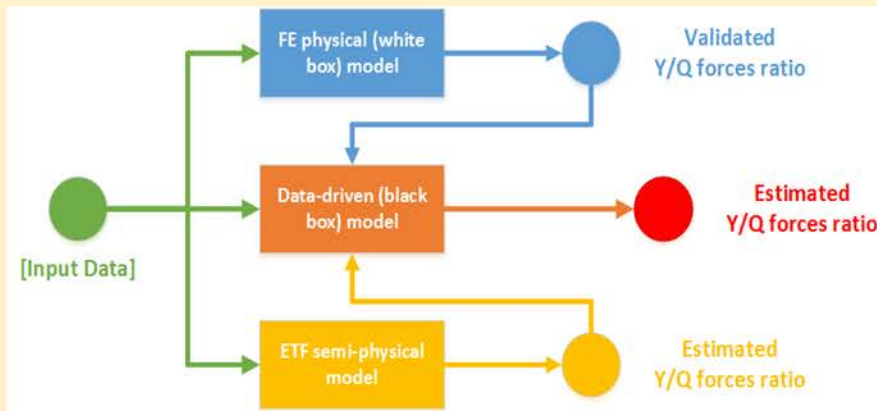 FE physical (white
box) model
Validated
Y/Q forces ratio
[Input Data]
Data-driven (black
box) model
Estimated
Y/Q forces ratio
ETF semi-physical
model
Estimated
Y/Q forces ratio